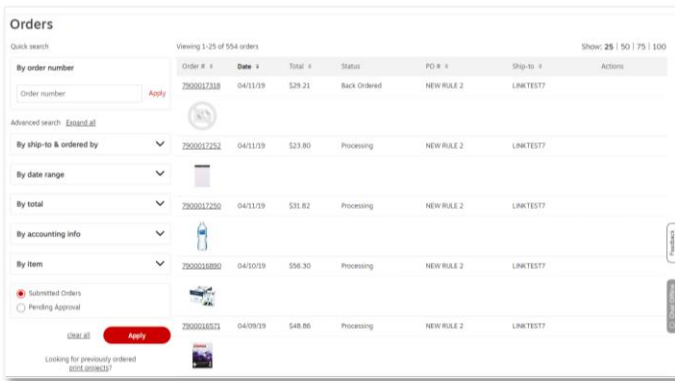 Orders
Quick search
By order number
Order number Apply
Advanced search Expand all
By ship-to & ordered by
By date range
By total
By accounting info
By item
Submitted Orders
Pending Approval
clear all Apply
Looking for previously ordered
print projects?
Viewing 1-25 of 554 orders Show: 25 | 50 | 75 | 100
Order # Date Total Status PO # Ship-to Actions
7900017318 04/11/19 $29.21 Back Ordered NEW RULE 2 LINKTEST7
7900017252 04/11/19 $23.80 Processing NEW RULE 2 LINKTEST7
7900017250 04/11/19 $31.82 Processing NEW RULE 2 LINKTEST7
7900016890 04/10/19 $56.30 Processing NEW RULE 2 LINKTEST7
7900016571 04/09/19 $48.86 Processing NEW RULE 2 LINKTEST7
Feedback
Chat Offline